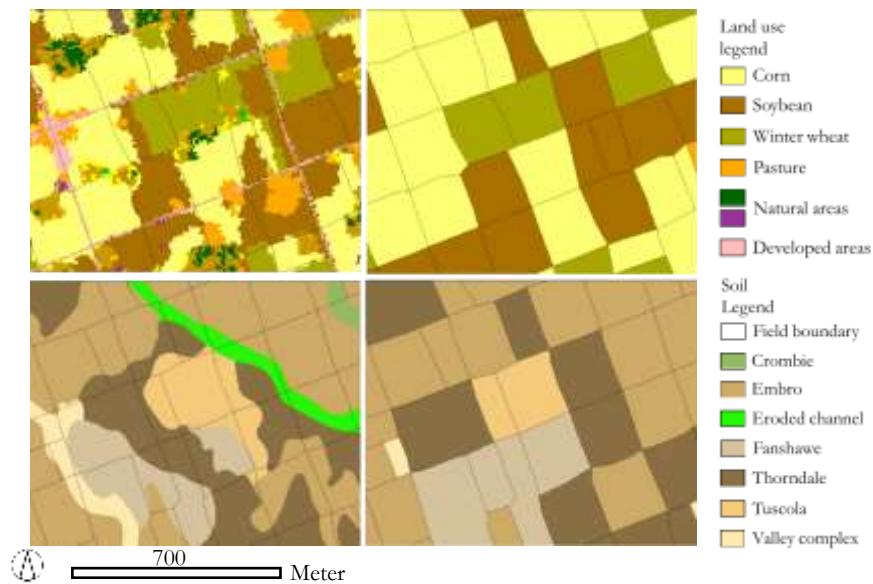 Land use
legend
Corn
Soybean
Winter wheat
Pasture
Natural areas
Developed areas
Soil
Legend
Field boundary
Crombie
Embro
Eroded channel
Fanshawe
Thorndale
Tuscola
Valley complex
700
Meter